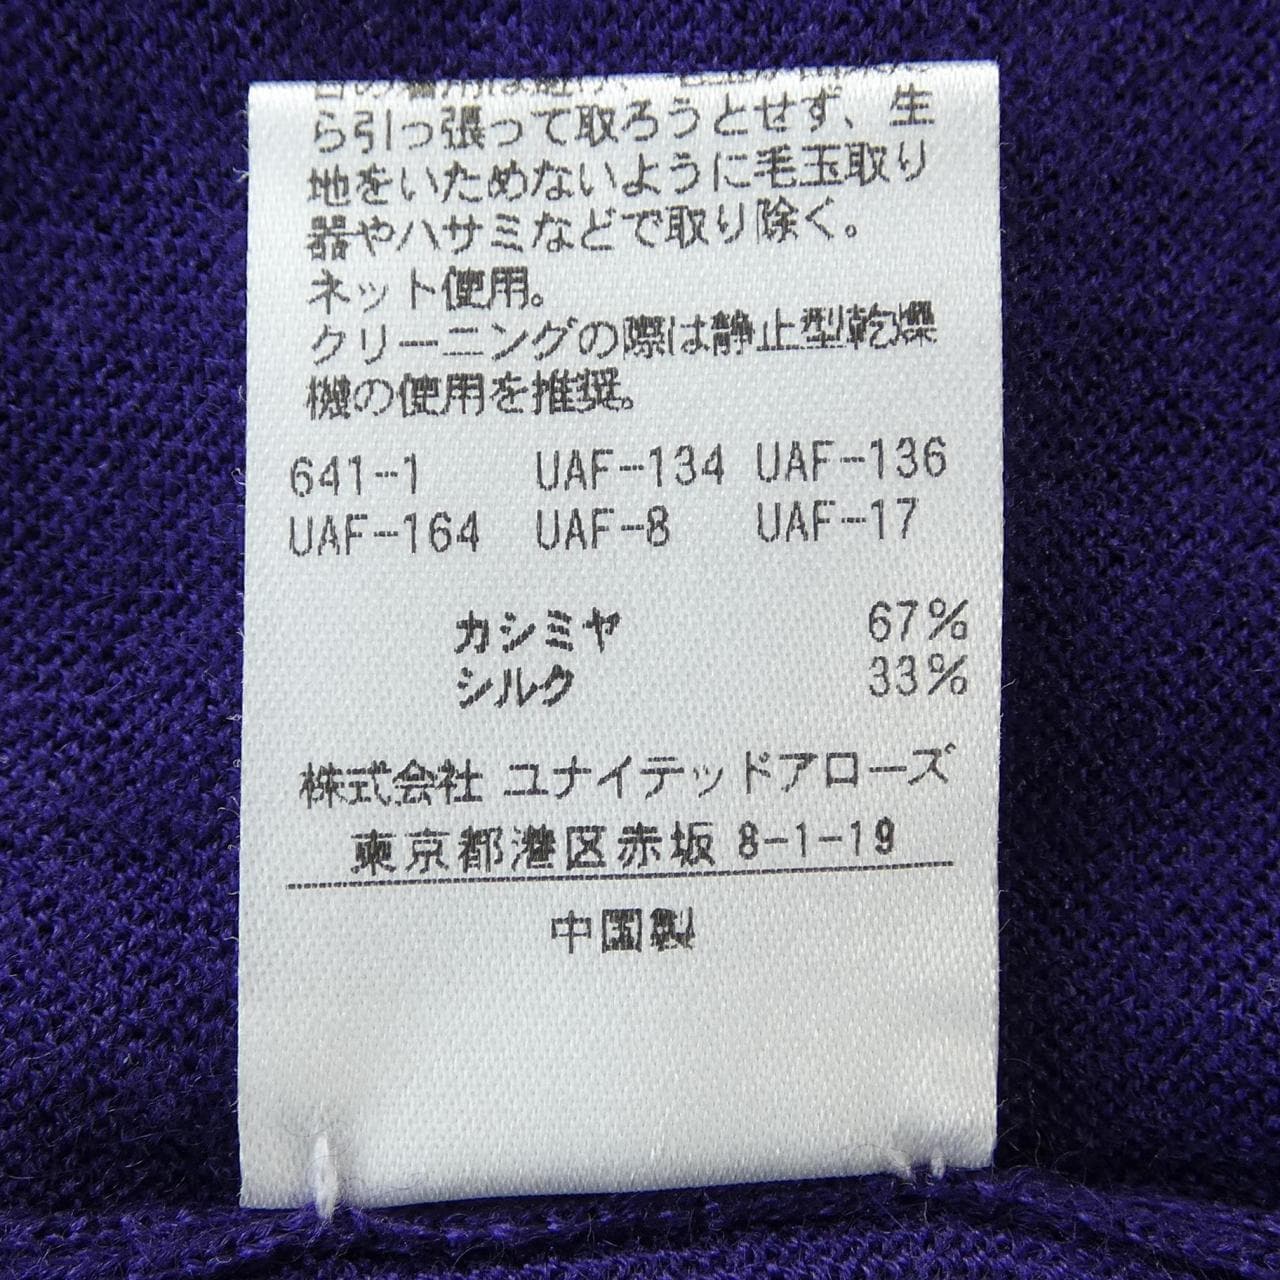 ら引っ張って取ろうとせず、生
地をいためないように毛玉取り
器やハサミなどで取り除く。
ネット使用。
クリーニングの際は静止型乾燥
機の使用を推奨。
641-1 UAF-134 UAF-136
UAF-164 UAF-8 UAF-17
カシミヤ 67%
シルク 33%
株式会社 ユナイテッドアローズ
東京都港区赤坂 8-1-19
中国製